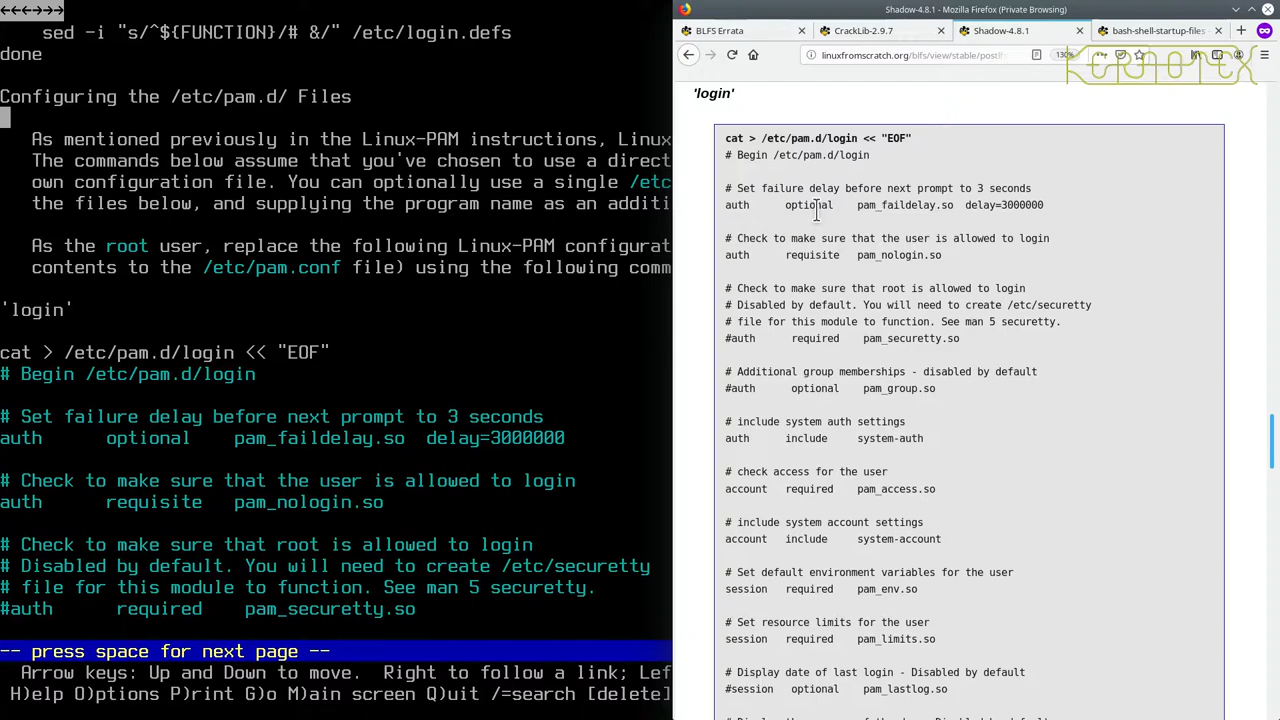 ←←←→→→
    sed -i "s/^${FUNCTION}/# &/" /etc/login.defs
done
Configuring the /etc/pam.d/ Files
As mentioned previously in the Linux-PAM instructions, Linux
The commands below assume that you've chosen to use a direct
own configuration file. You can optionally use a single /etc
the files below, and supplying the program name as an additi
As the root user, replace the following Linux-PAM configurat
contents to the /etc/pam.conf file) using the following comm
'login'
cat > /etc/pam.d/login << "EOF"
# Begin /etc/pam.d/login
# Set failure delay before next prompt to 3 seconds
auth      optional    pam_faildelay.so  delay=3000000
# Check to make sure that the user is allowed to login
auth      requisite   pam_nologin.so
# Check to make sure that root is allowed to login
# Disabled by default. You will need to create /etc/securetty
# file for this module to function. See man 5 securetty.
#auth      required    pam_securetty.so
-- press space for next page --
Arrow keys: Up and Down to move.  Right to follow a link; Lef
H)elp O)ptions P)rint G)o M)ain screen Q)uit /=search [delete]
Shadow-4.8.1 - Mozilla Firefox (Private Browsing)
BLFS Errata
CrackLib-2.9.7
Shadow-4.8.1
bash-shell-startup-files
linuxfromscratch.org/blfs/view/stable/postl
130%
KERNOTEX
'login'
cat > /etc/pam.d/login << "EOF"
# Begin /etc/pam.d/login
# Set failure delay before next prompt to 3 seconds
auth      optional    pam_faildelay.so  delay=3000000
# Check to make sure that the user is allowed to login
auth      requisite   pam_nologin.so
# Check to make sure that root is allowed to login
# Disabled by default. You will need to create /etc/securetty
# file for this module to function. See man 5 securetty.
#auth      required    pam_securetty.so
# Additional group memberships - disabled by default
#auth      optional    pam_group.so
# include system auth settings
auth      include     system-auth
# check access for the user
account   required    pam_access.so
# include system account settings
account   include     system-account
# Set default environment variables for the user
session   required    pam_env.so
# Set resource limits for the user
session   required    pam_limits.so
# Display date of last login - Disabled by default
#session   optional    pam_lastlog.so